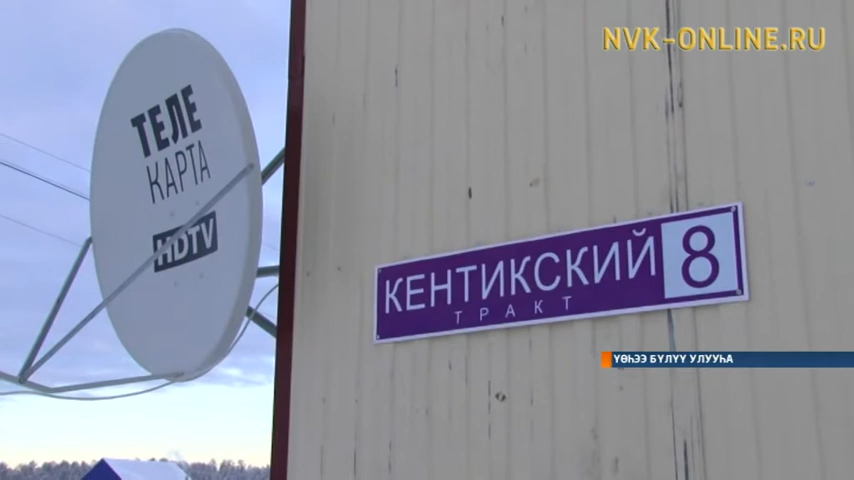 NVK-ONLINE.RU
ТЕЛЕ
КАРТА
HDTV
КЕНТИКСКИЙ 8
ТРАКТ
ҮӨҺЭЭ БҮЛҮҮ УЛУУҺА